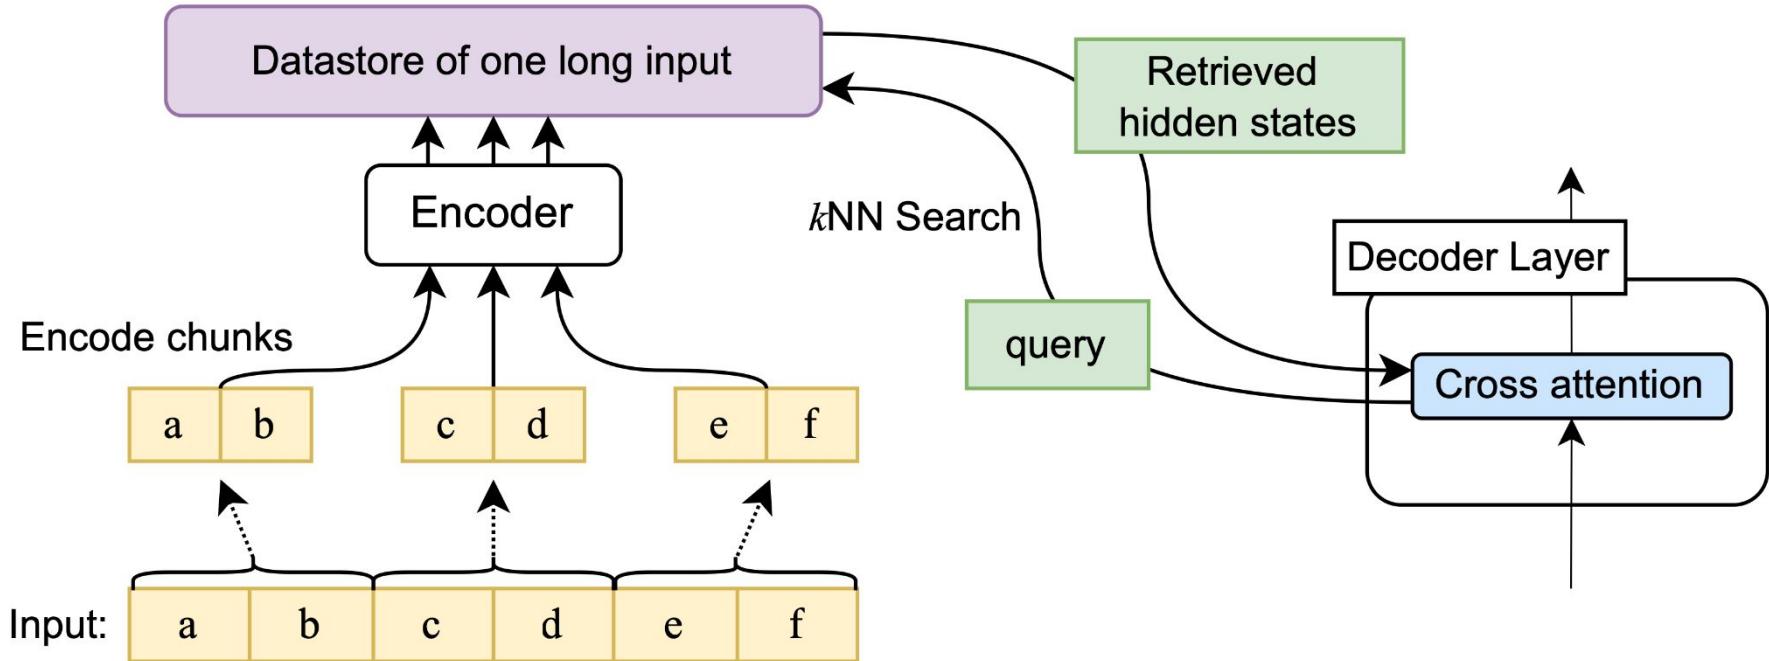 Datastore of one long input
Retrieved
hidden states
Encoder
kNN Search
Decoder Layer
Encode chunks
query
Cross attention
a b c d e f
Input: a b c d e f